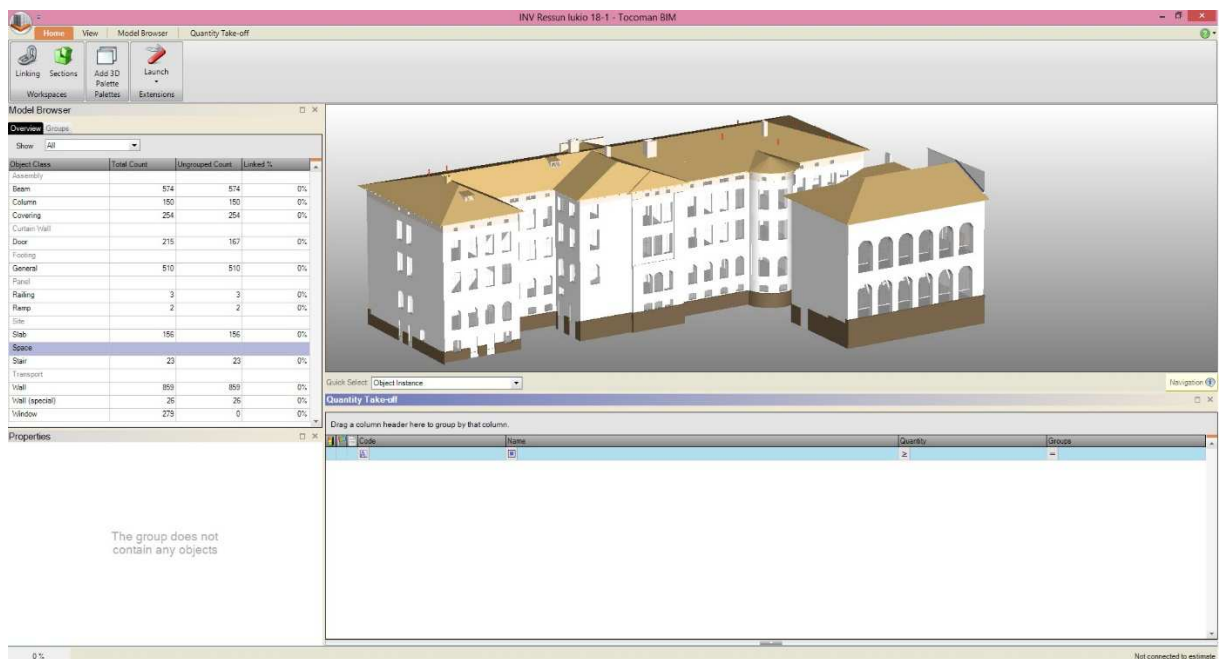 INV Ressun lukio 18-1 - Tocoman BIM
Home View Model Browser Quantity Take-off
Linking Sections Add 3D Palette Launch
Workspaces Palettes Extensions
Model Browser
Overview Groups
Show All
Object Class Total Count Ungrouped Count Linked %
Assembly
Beam 574 574 0%
Column 150 150 0%
Covering 254 254 0%
Curtain Wall
Door 215 167 0%
Footing
General 510 510 0%
Panel
Railing 3 3 0%
Ramp 2 2 0%
Site
Slab 156 156 0%
Space
Stair 23 23 0%
Transport
Wall 859 859 0%
Wall (special) 26 26 0%
Window 279 0 0%
Properties
The group does not
contain any objects
Quick Select Object Instance Navigation
Quantity Take-off
Drag a column header here to group by that column.
Code Name Quantity Groups
≥ =
0 % Not connected to estimate